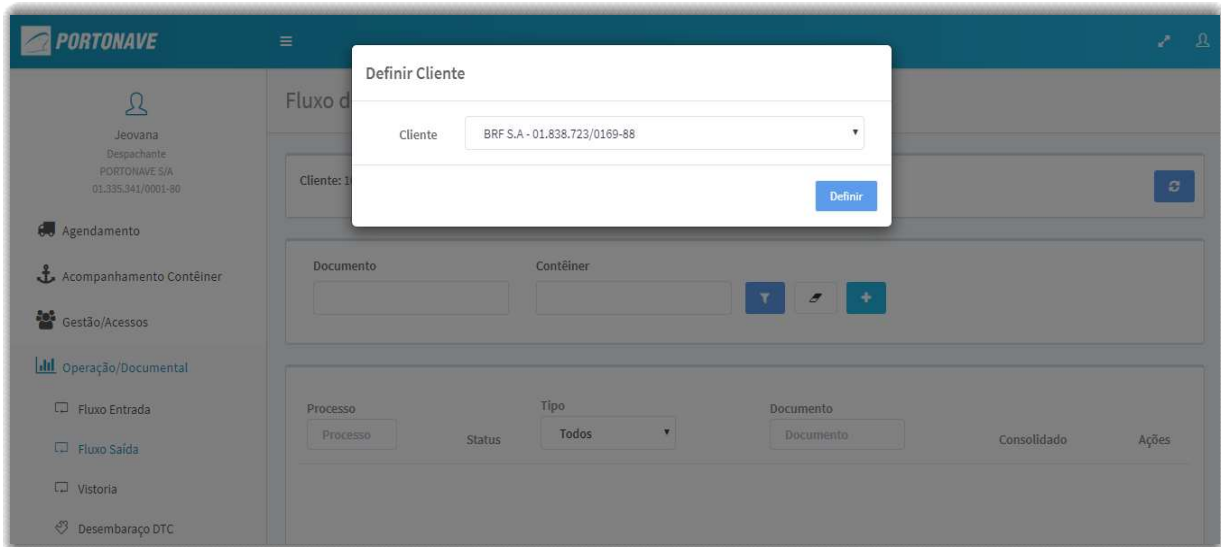 PORTONAVE
Jeovana
Despachante
PORTONAVE S/A
01.335.341/0001-80
Agendamento
Acompanhamento Contêiner
Gestão/Acessos
Operação/Documental
Fluxo Entrada
Fluxo Saída
Vistoria
Desembaraço DTC
Fluxo d
Definir Cliente
Cliente BRF S.A - 01.838.723/0169-88
Definir
Cliente: 1
Documento Contêiner
Processo Tipo Documento
Processo Status Todos Documento Consolidado Ações